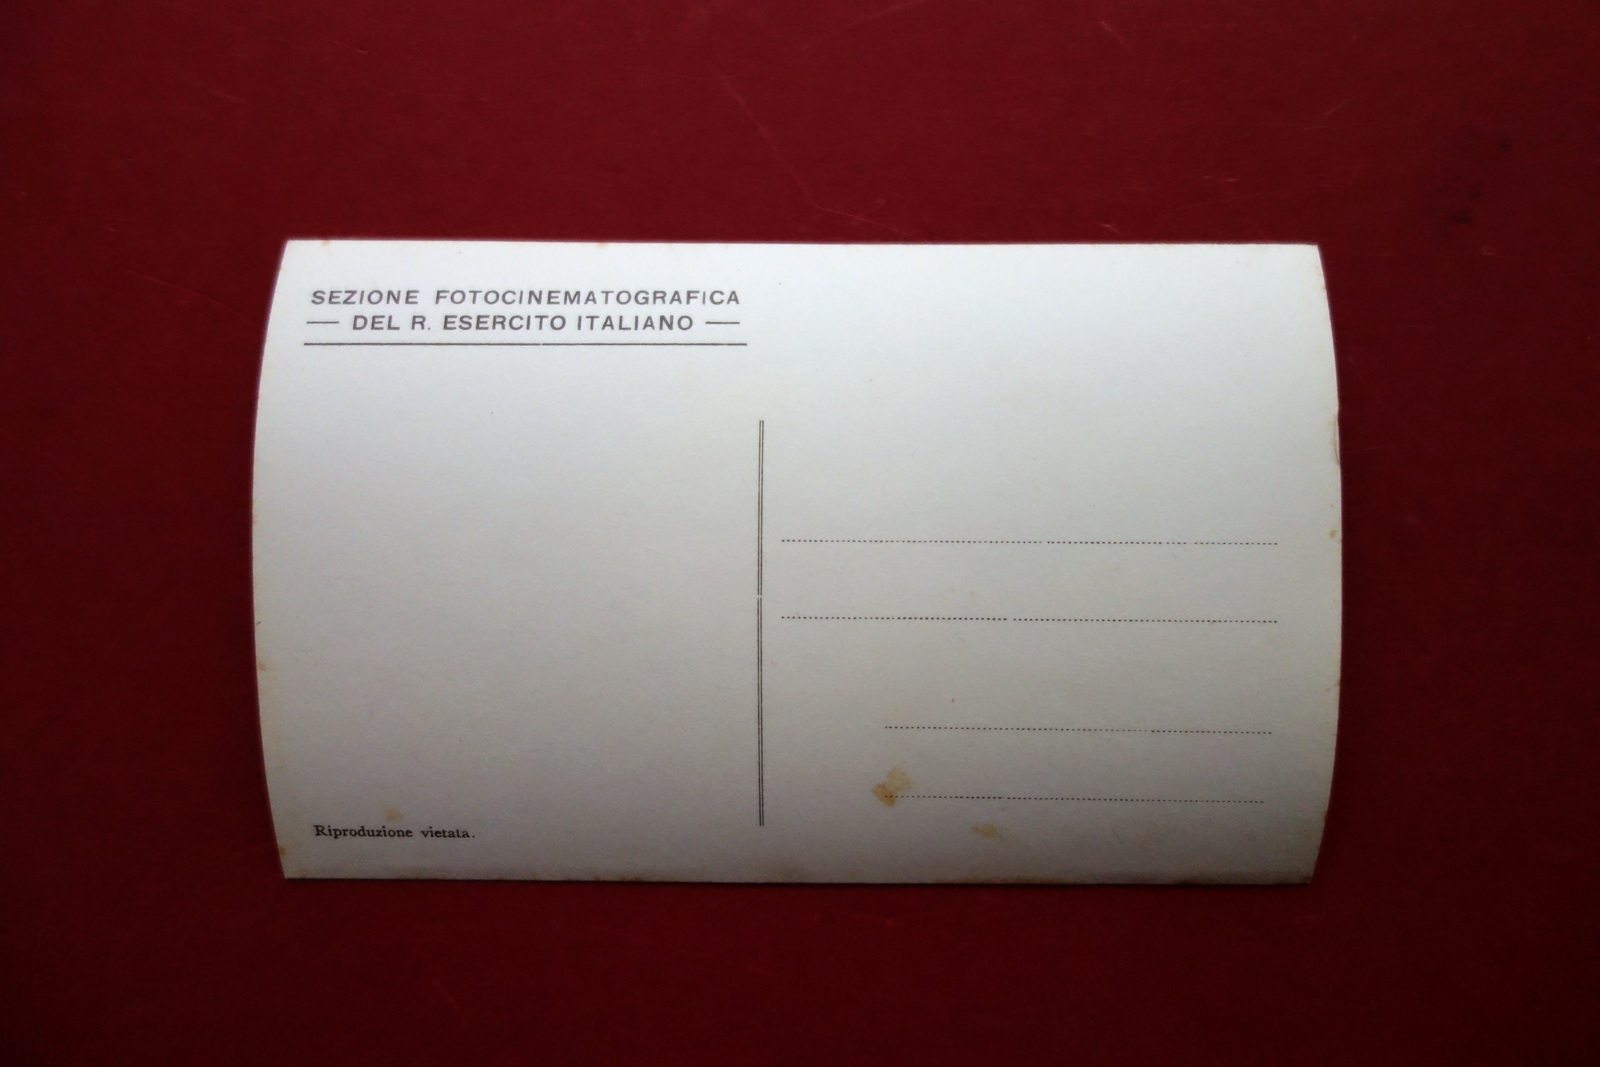 SEZIONE FOTOCINEMATOGRAFICA
— DEL R. ESERCITO ITALIANO —
Riproduzione vietata.